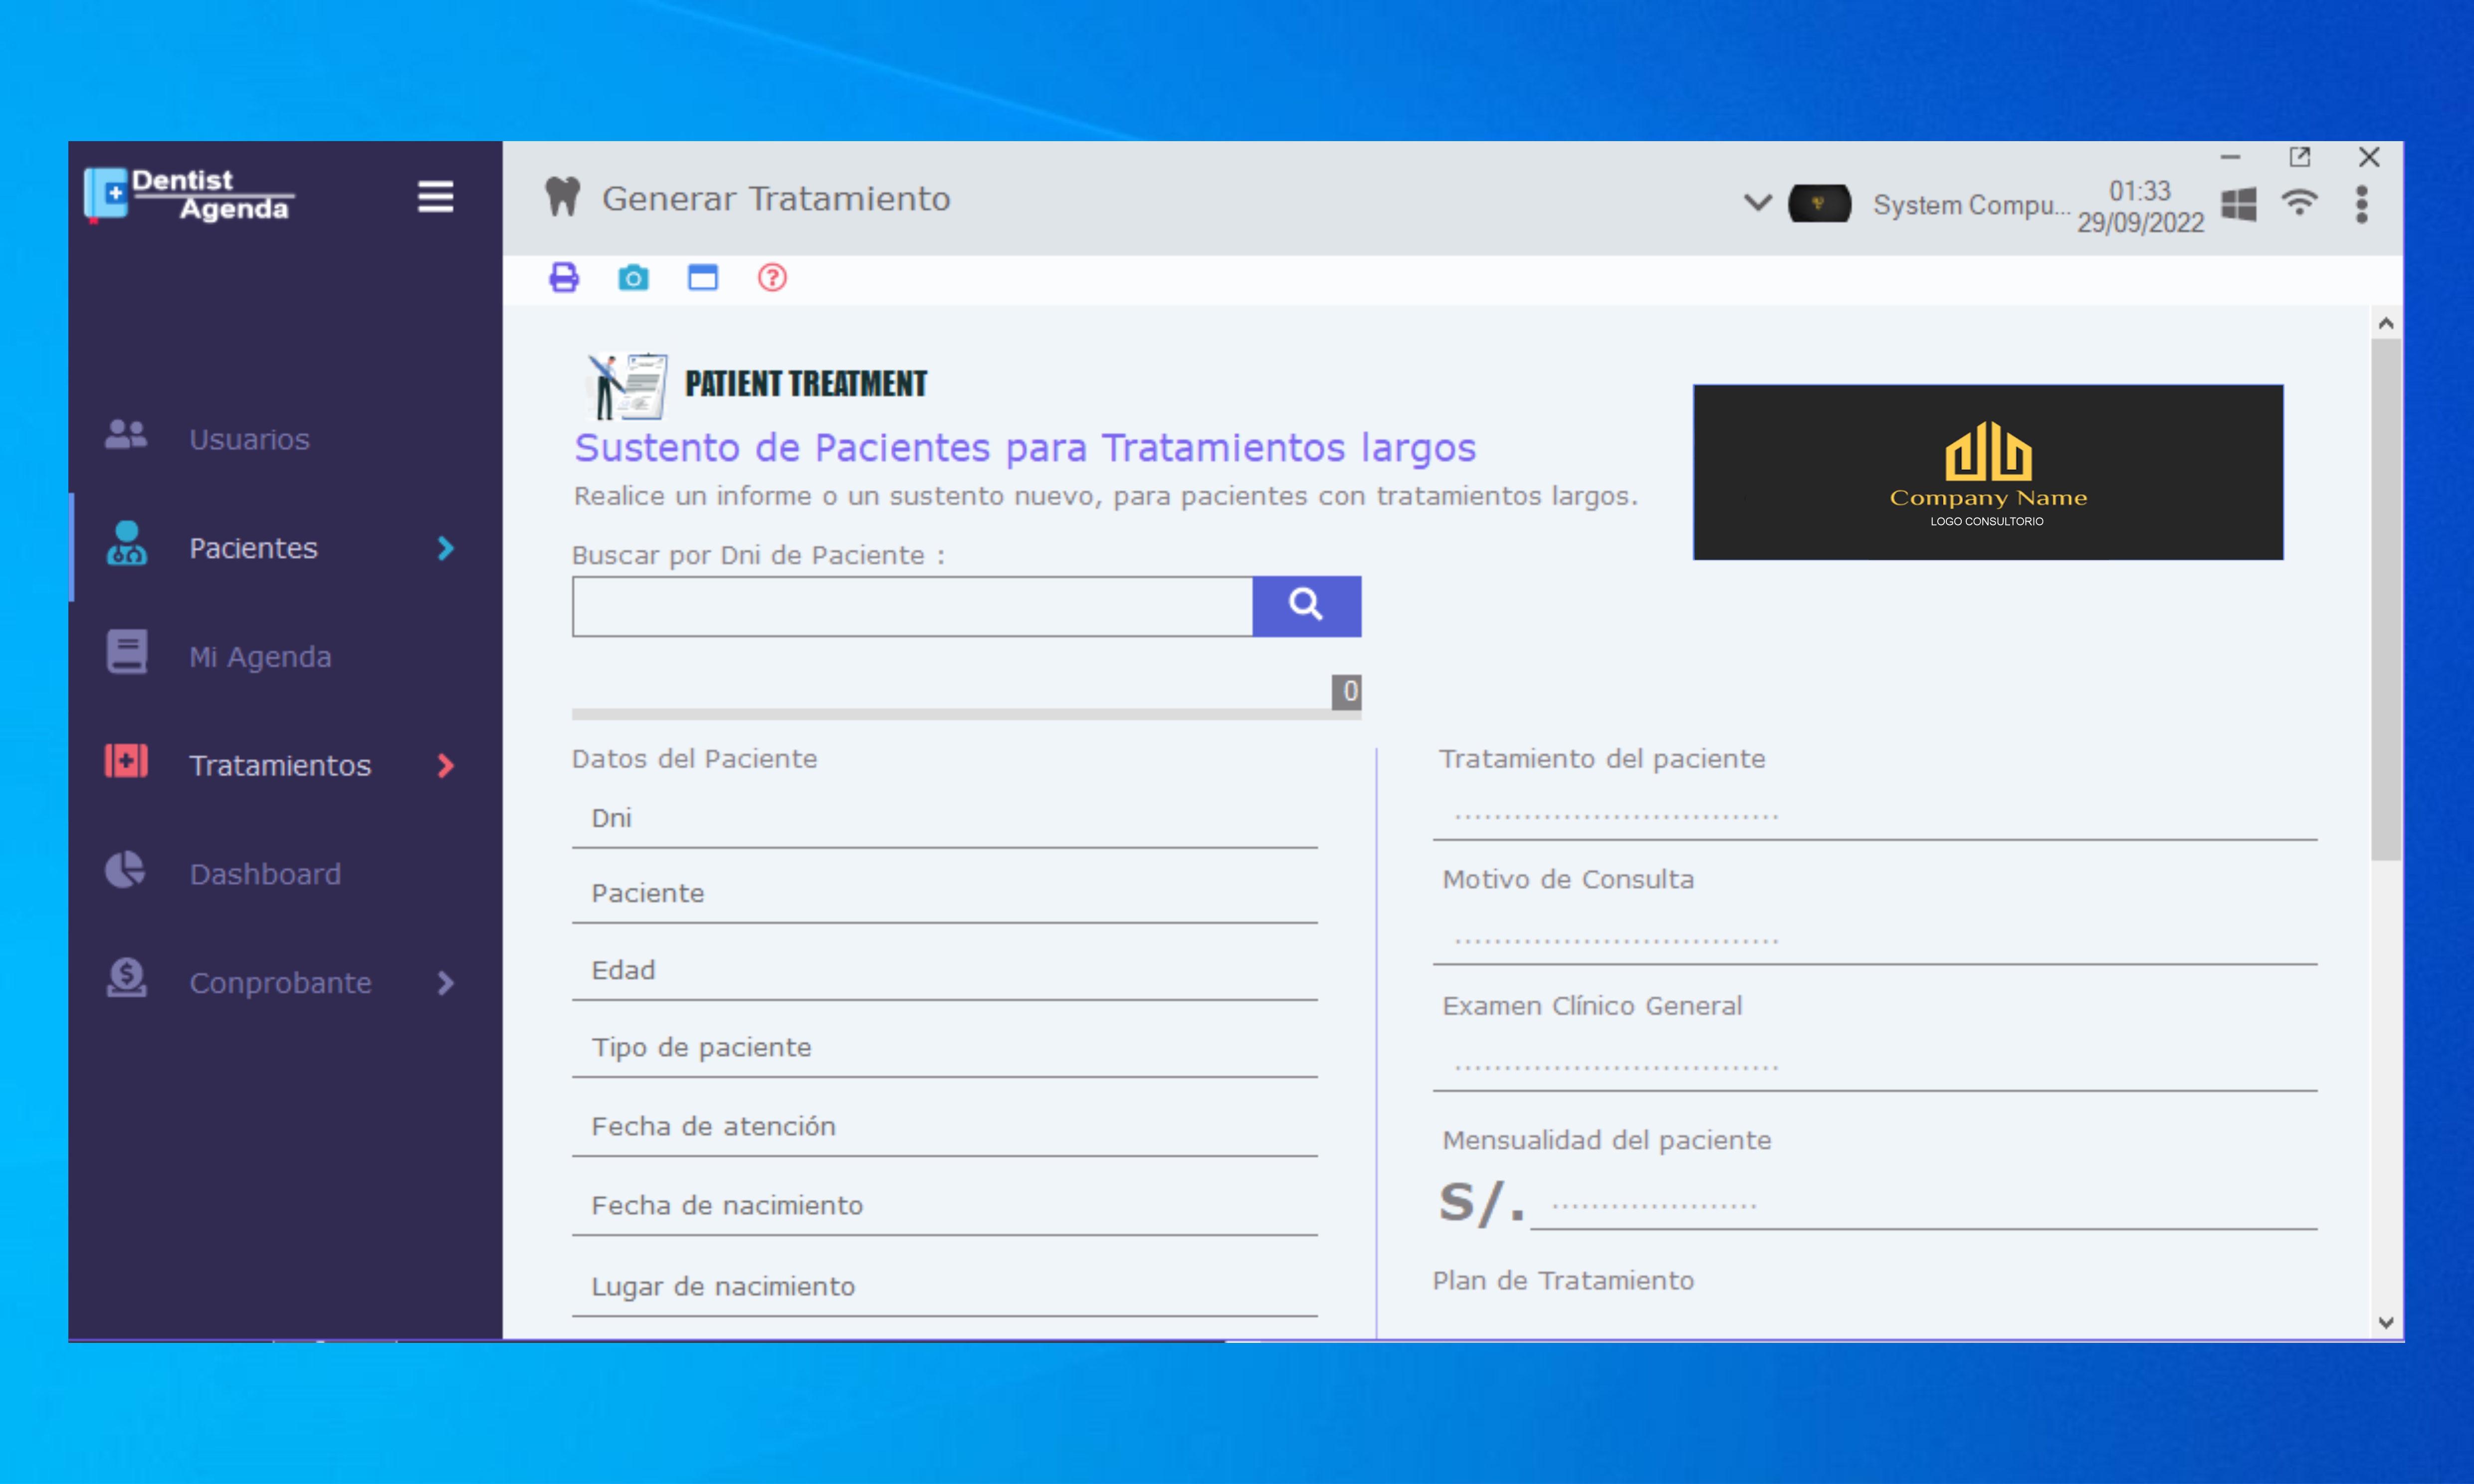 Dentist
Agenda
Generar Tratamiento
System Compu...
01:33
29/09/2022
Usuarios
Pacientes
Mi Agenda
Tratamientos
Dashboard
Conprobante
PATIENT TREATMENT
Sustento de Pacientes para Tratamientos largos
Realice un informe o un sustento nuevo, para pacientes con tratamientos largos.
Company Name
LOGO CONSULTORIO
Buscar por Dni de Paciente :
0
Datos del Paciente
Dni
Paciente
Edad
Tipo de paciente
Fecha de atención
Fecha de nacimiento
Lugar de nacimiento
Tratamiento del paciente
.................................
Motivo de Consulta
.................................
Examen Clínico General
.................................
Mensualidad del paciente
S/. .....................
Plan de Tratamiento